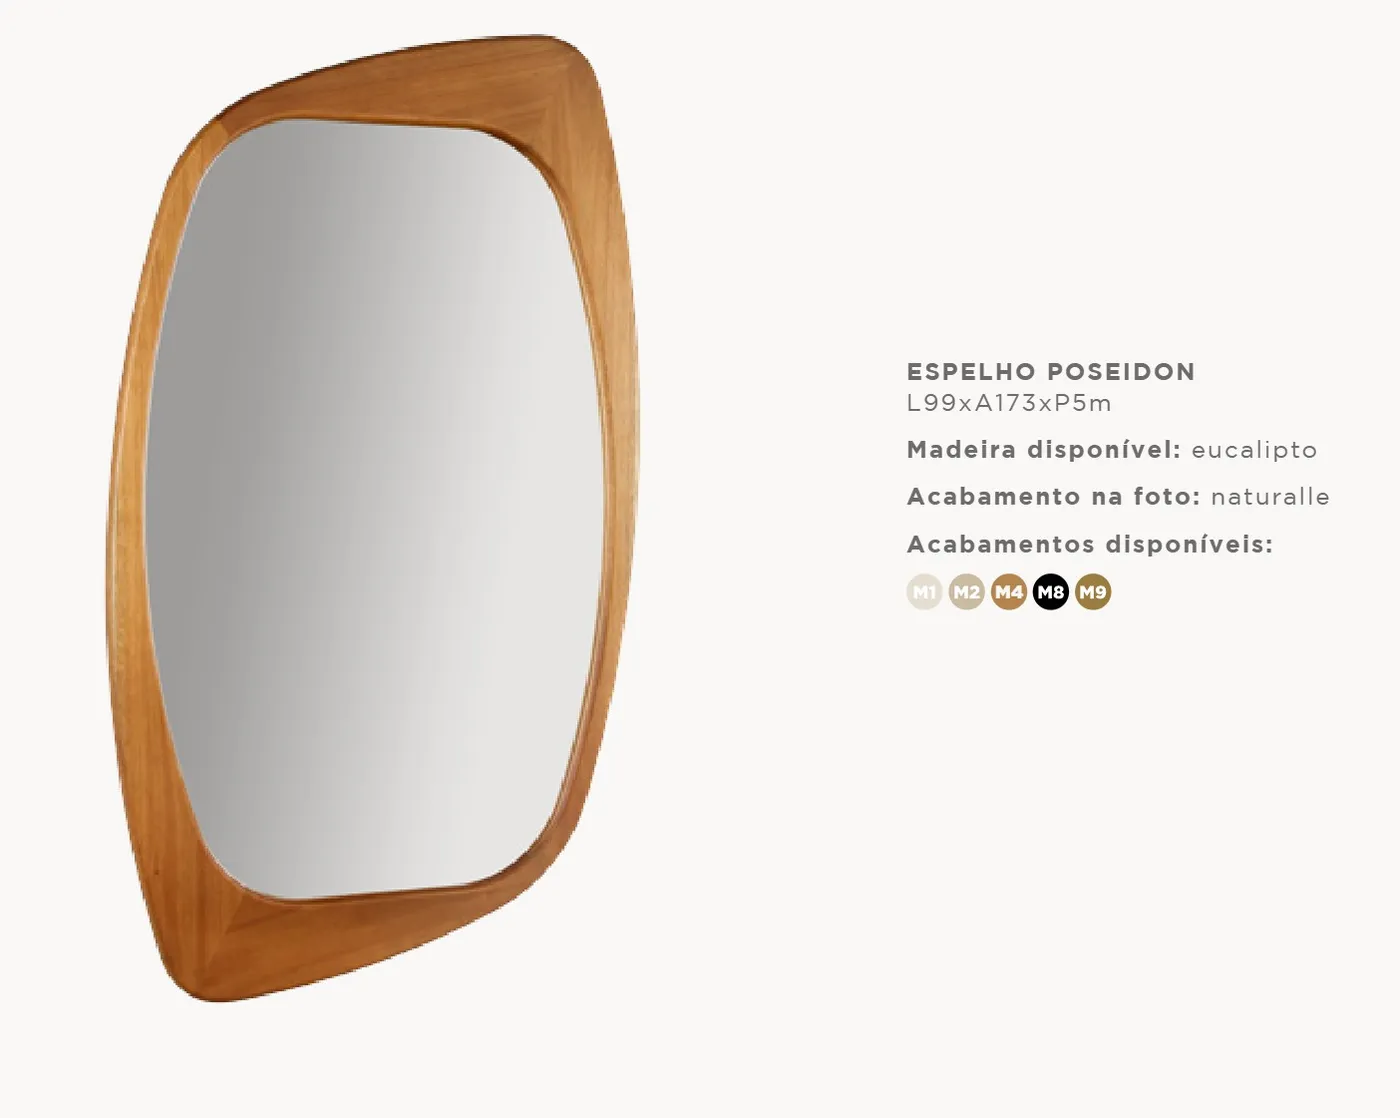 ESPELHO POSEIDON
L99xA173xP5m
Madeira disponível: eucalipto
Acabamento na foto: naturalle
Acabamentos disponíveis:
M1 M2 M4 M8 M9